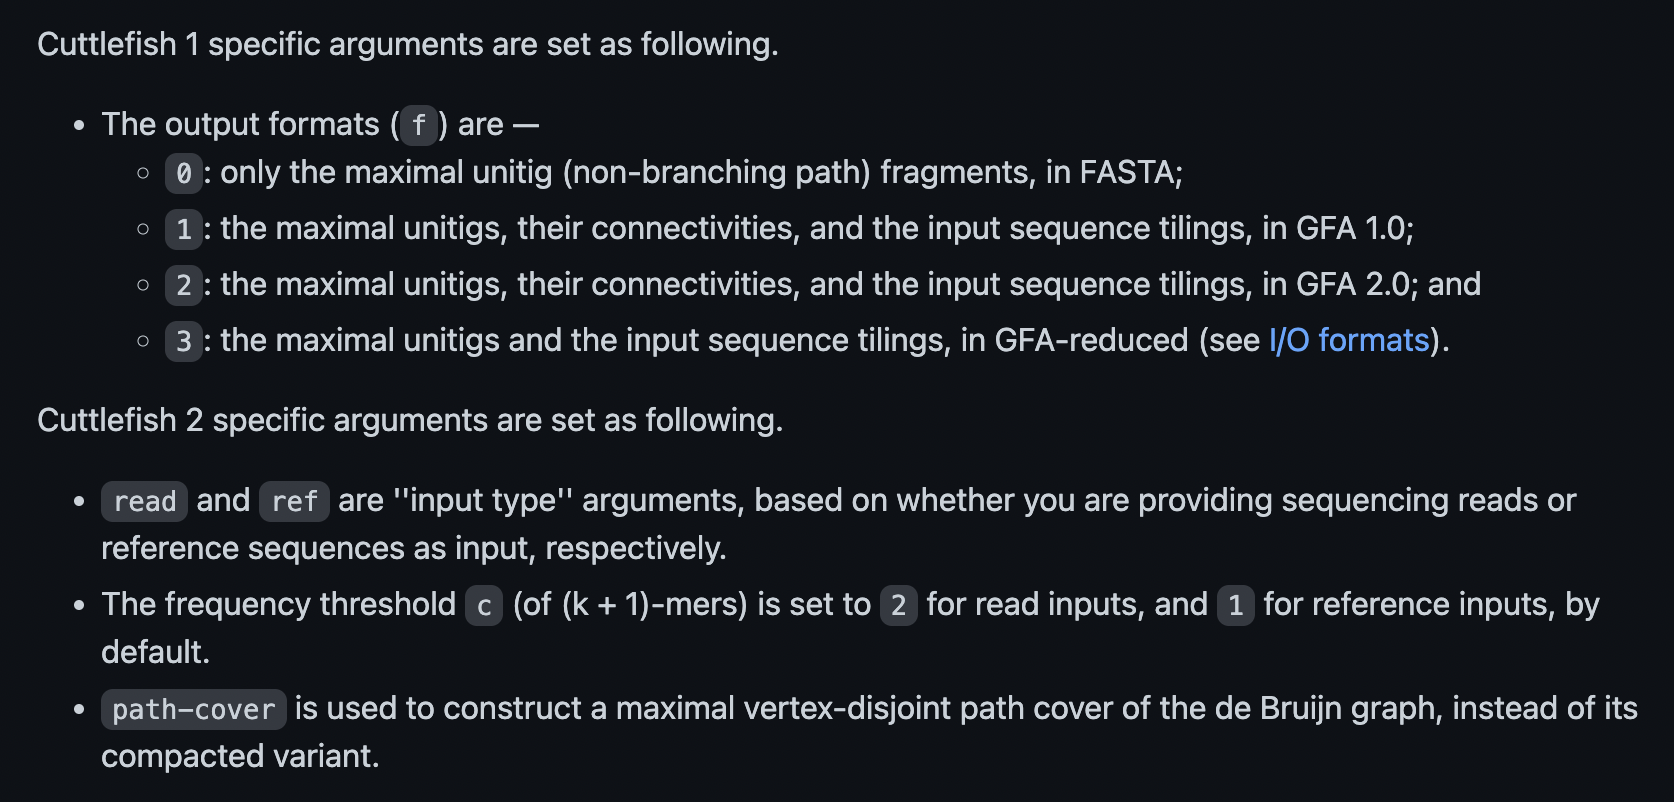 Cuttlefish 1 specific arguments are set as following.
• The output formats (f) are —
◦ 0: only the maximal unitig (non-branching path) fragments, in FASTA;
◦ 1: the maximal unitigs, their connectivities, and the input sequence tilings, in GFA 1.0;
◦ 2: the maximal unitigs, their connectivities, and the input sequence tilings, in GFA 2.0; and
◦ 3: the maximal unitigs and the input sequence tilings, in GFA-reduced (see I/O formats).
Cuttlefish 2 specific arguments are set as following.
• read and ref are ''input type'' arguments, based on whether you are providing sequencing reads or
reference sequences as input, respectively.
• The frequency threshold c (of (k + 1)-mers) is set to 2 for read inputs, and 1 for reference inputs, by
default.
• path-cover is used to construct a maximal vertex-disjoint path cover of the de Bruijn graph, instead of its
compacted variant.